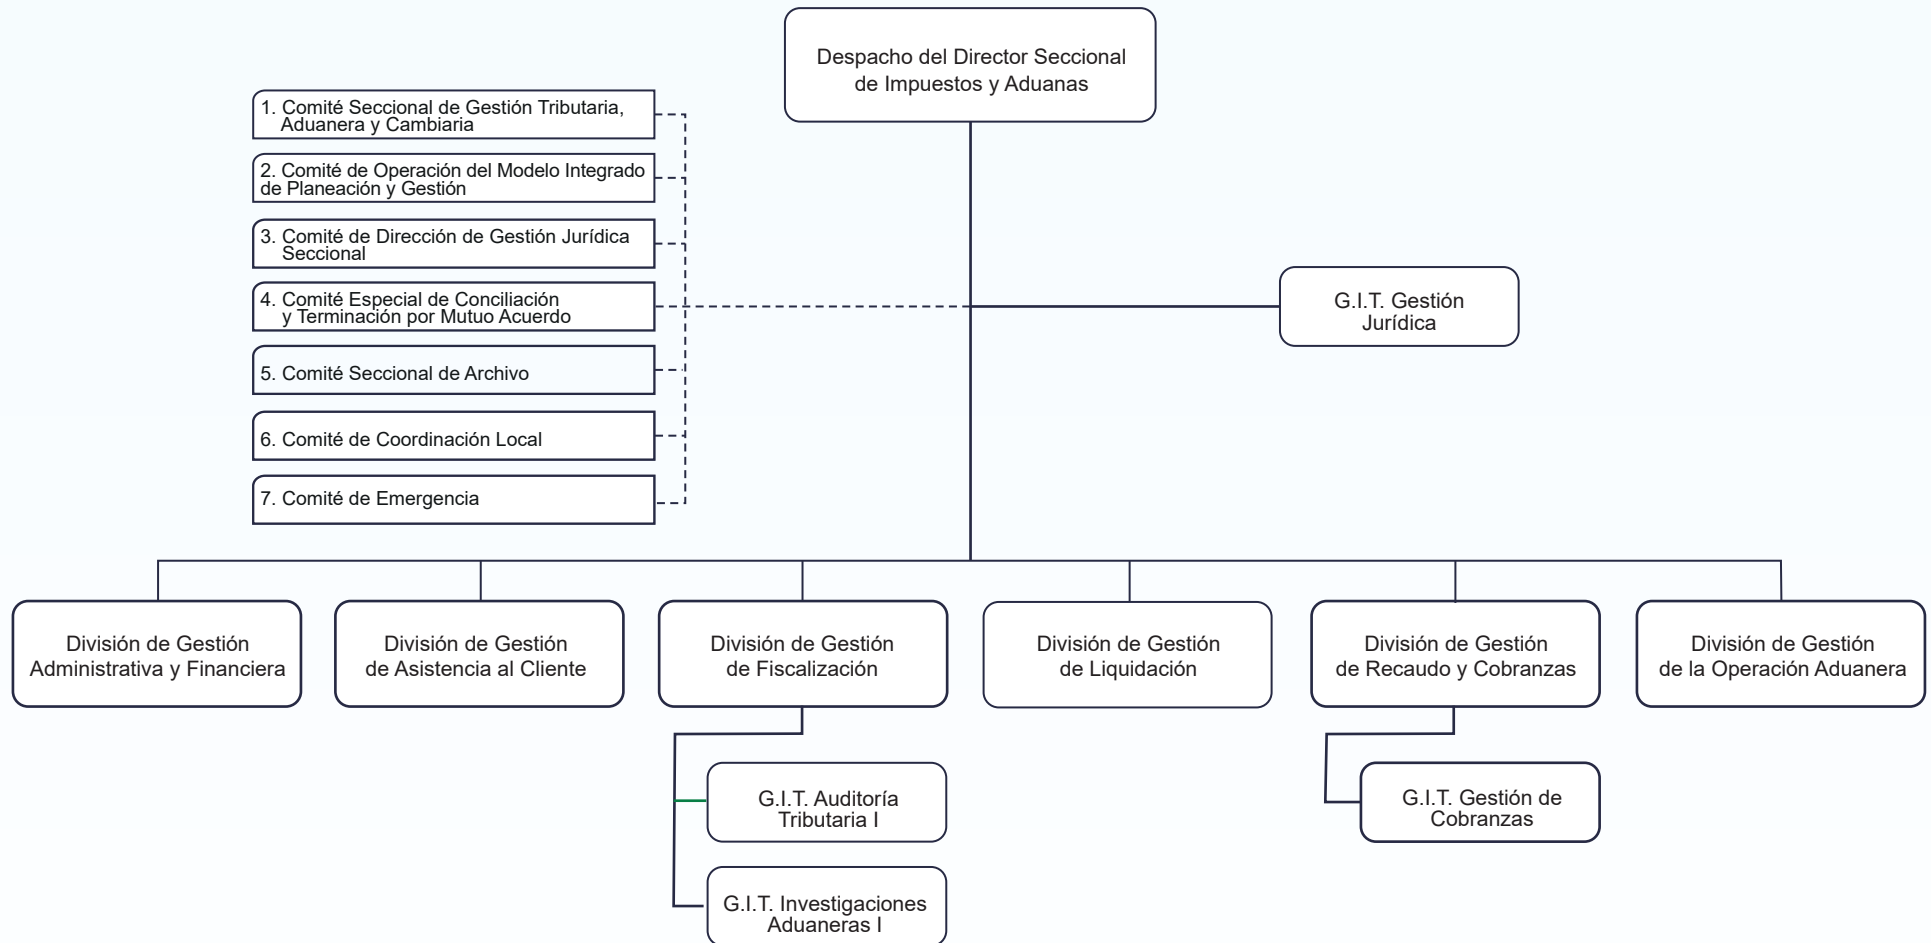 Despacho del Director Seccional
de Impuestos y Aduanas
1. Comité Seccional de Gestión Tributaria,
Aduanera y Cambiaria
2. Comité de Operación del Modelo Integrado
de Planeación y Gestión
3. Comité de Dirección de Gestión Jurídica
Seccional
4. Comité Especial de Conciliación
y Terminación por Mutuo Acuerdo
5. Comité Seccional de Archivo
6. Comité de Coordinación Local
7. Comité de Emergencia
G.I.T. Gestión
Jurídica
División de Gestión
Administrativa y Financiera
División de Gestión
de Asistencia al Cliente
División de Gestión
de Fiscalización
División de Gestión
de Liquidación
División de Gestión
de Recaudo y Cobranzas
División de Gestión
de la Operación Aduanera
G.I.T. Auditoría
Tributaria I
G.I.T. Investigaciones
Aduaneras I
G.I.T. Gestión de
Cobranzas